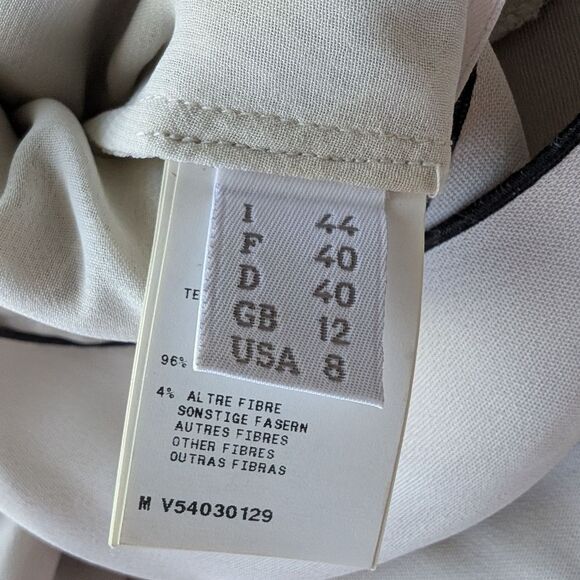 I 44
F 40
D 40
GB 12
USA 8
TE
96%
4% ALTRE FIBRE
SONSTIGE FASERN
AUTRES FIBRES
OTHER FIBRES
OUTRAS FIBRAS
M V54030129